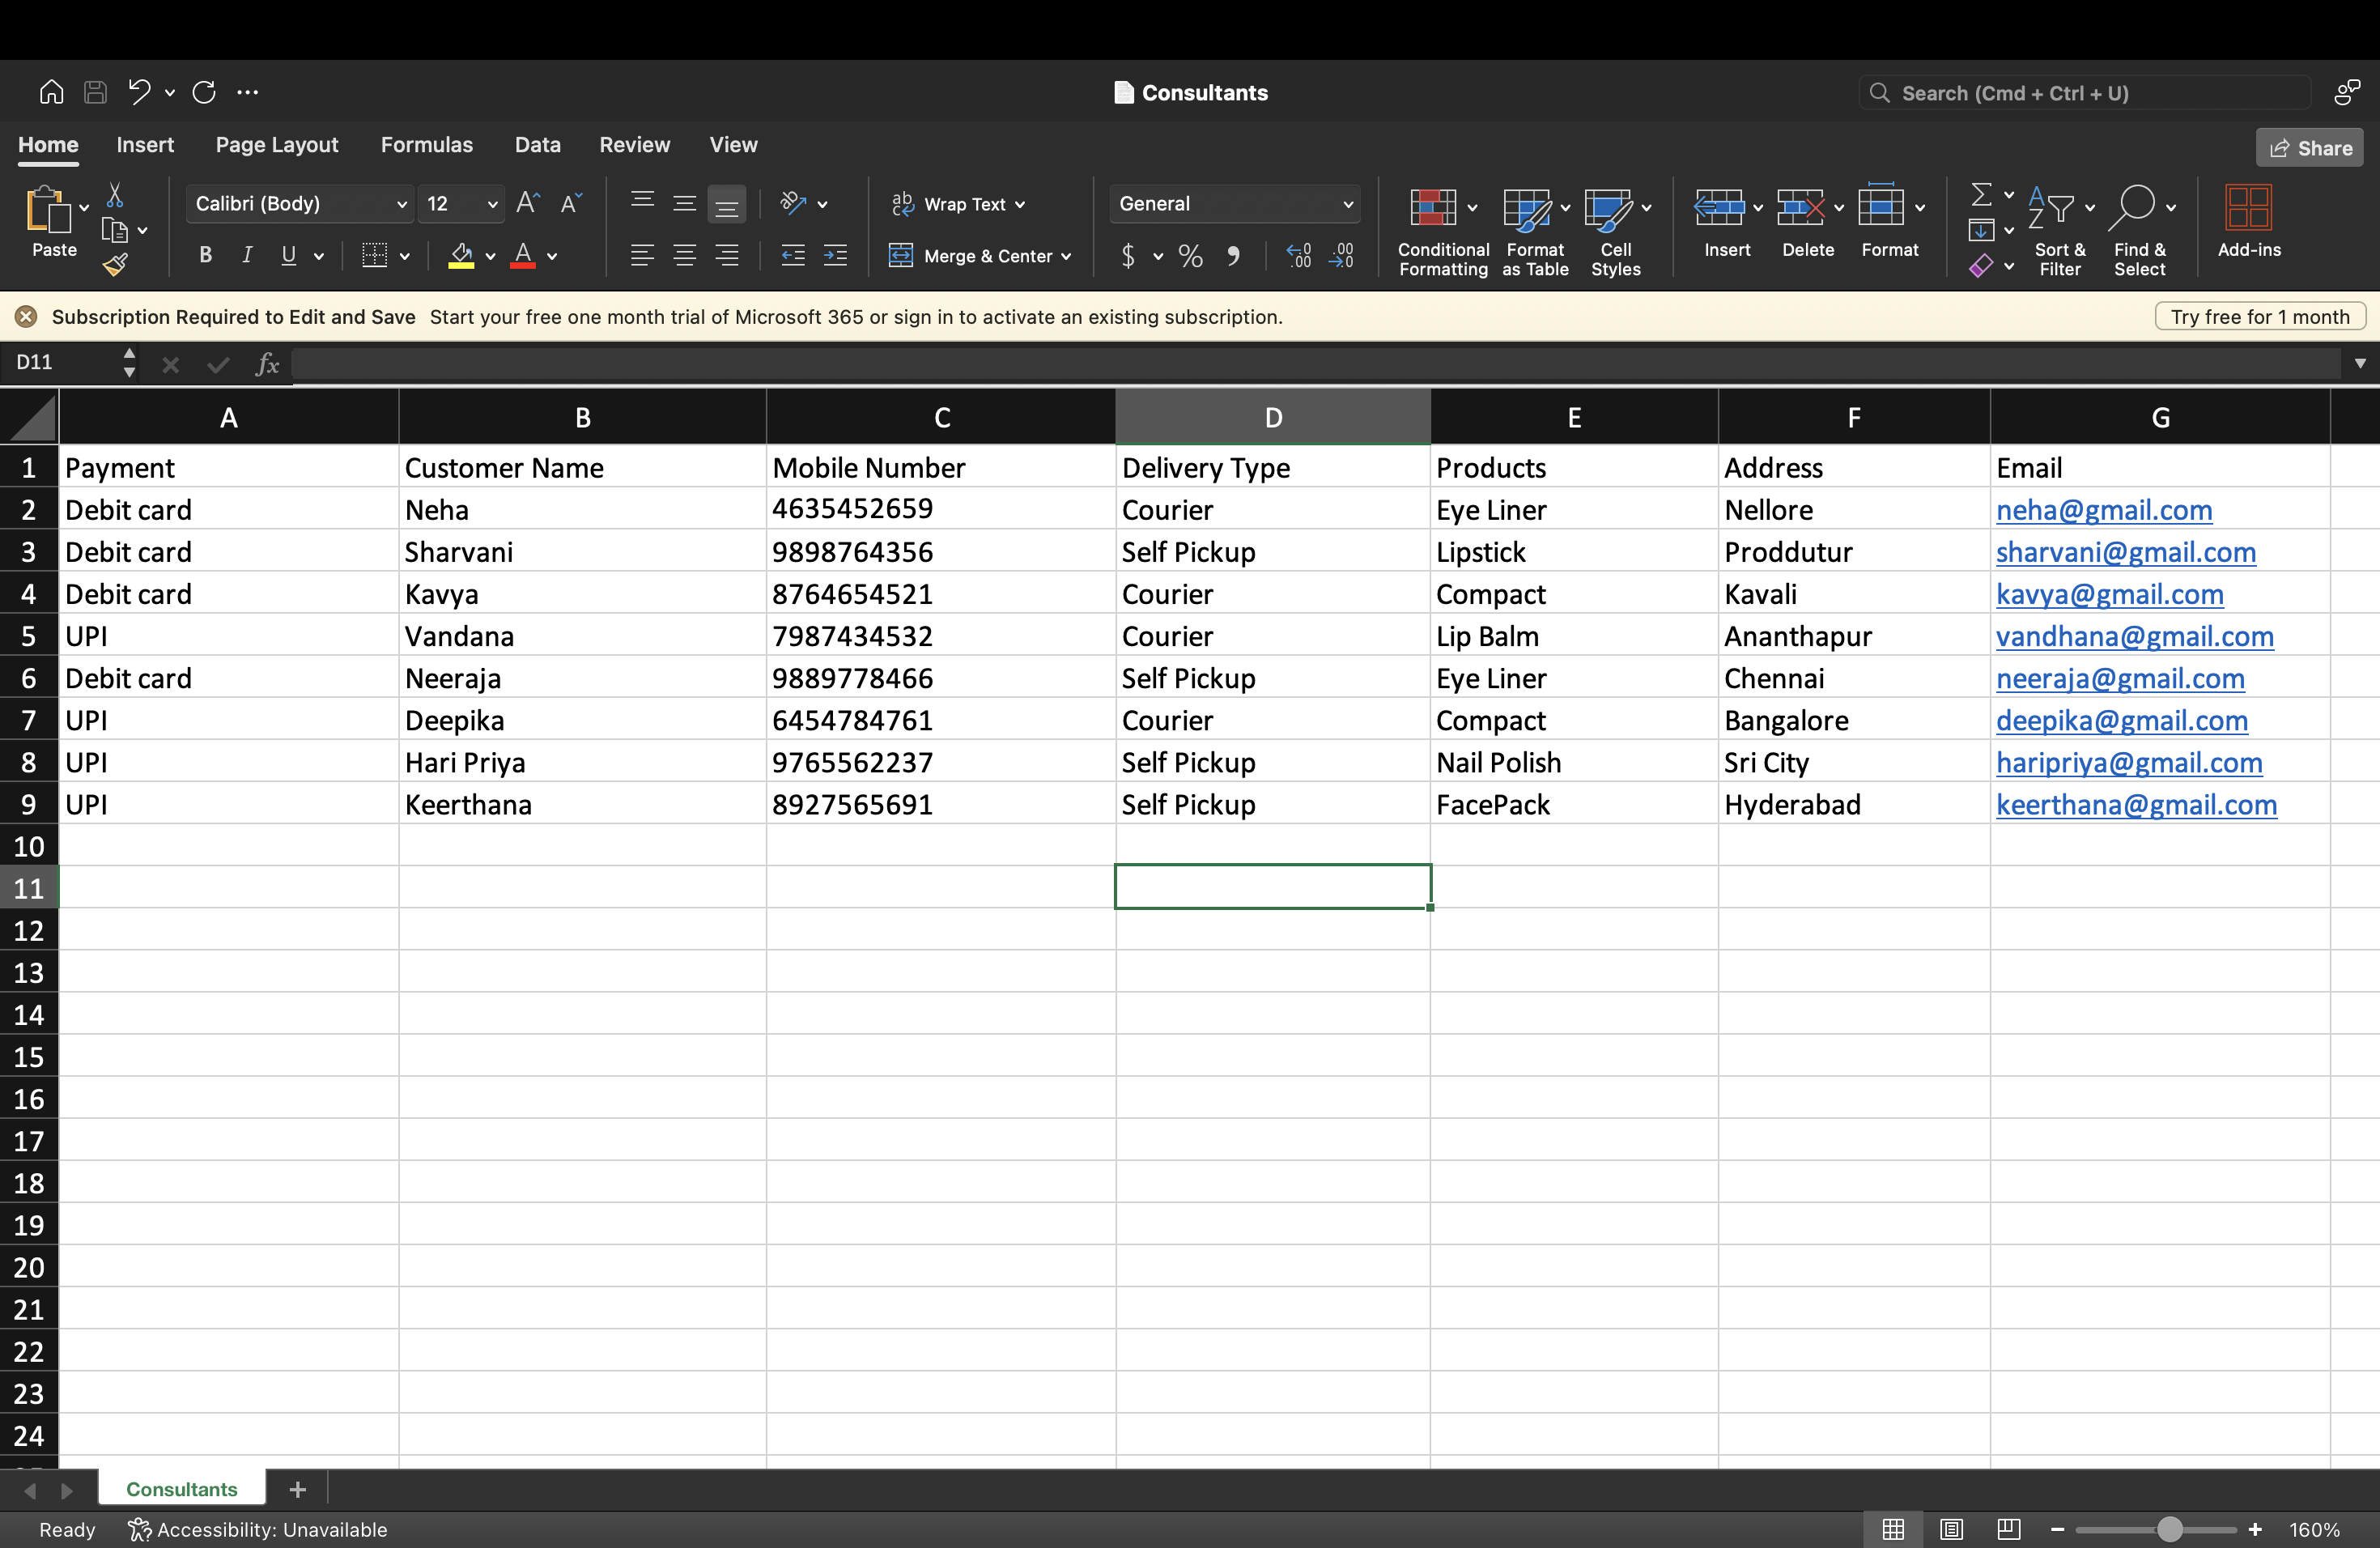 Consultants
Search (Cmd + Ctrl + U)
Home Insert Page Layout Formulas Data Review View
Share
Paste
Calibri (Body) 12
B I U
Wrap Text
Merge & Center
General
Conditional Formatting
Format as Table
Cell Styles
Insert
Delete
Format
Sort & Filter
Find & Select
Add-ins
Subscription Required to Edit and Save Start your free one month trial of Microsoft 365 or sign in to activate an existing subscription.
Try free for 1 month
D11 fx
A B C D E F G
1 Payment Customer Name Mobile Number Delivery Type Products Address Email
2 Debit card Neha 4635452659 Courier Eye Liner Nellore neha@gmail.com
3 Debit card Sharvani 9898764356 Self Pickup Lipstick Proddutur sharvani@gmail.com
4 Debit card Kavya 8764654521 Courier Compact Kavali kavya@gmail.com
5 UPI Vandana 7987434532 Courier Lip Balm Ananthapur vandhana@gmail.com
6 Debit card Neeraja 9889778466 Self Pickup Eye Liner Chennai neeraja@gmail.com
7 UPI Deepika 6454784761 Courier Compact Bangalore deepika@gmail.com
8 UPI Hari Priya 9765562237 Self Pickup Nail Polish Sri City haripriya@gmail.com
9 UPI Keerthana 8927565691 Self Pickup FacePack Hyderabad keerthana@gmail.com
10
11
12
13
14
15
16
17
18
19
20
21
22
23
24
Consultants
Ready Accessibility: Unavailable
160%